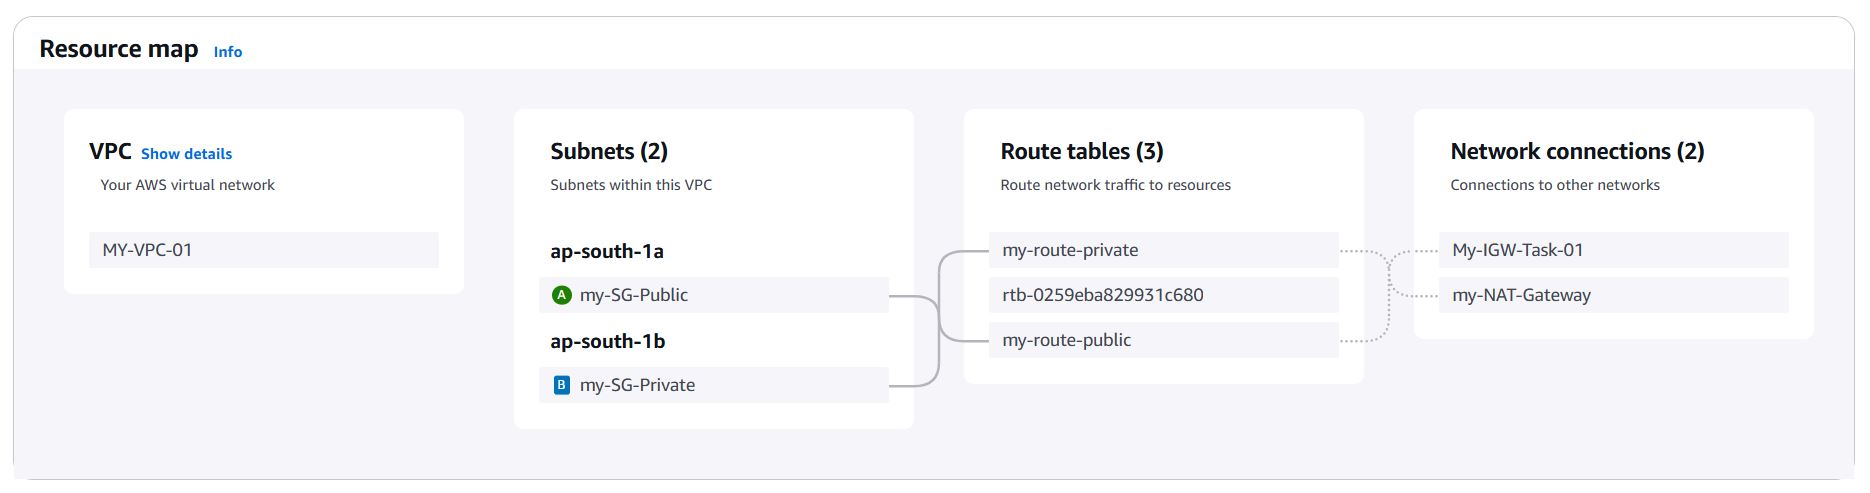 Resource map Info
VPC Show details
Your AWS virtual network
MY-VPC-01
Subnets (2)
Subnets within this VPC
ap-south-1a
A my-SG-Public
ap-south-1b
B my-SG-Private
Route tables (3)
Route network traffic to resources
my-route-private
rtb-0259eba829931c680
my-route-public
Network connections (2)
Connections to other networks
My-IGW-Task-01
my-NAT-Gateway